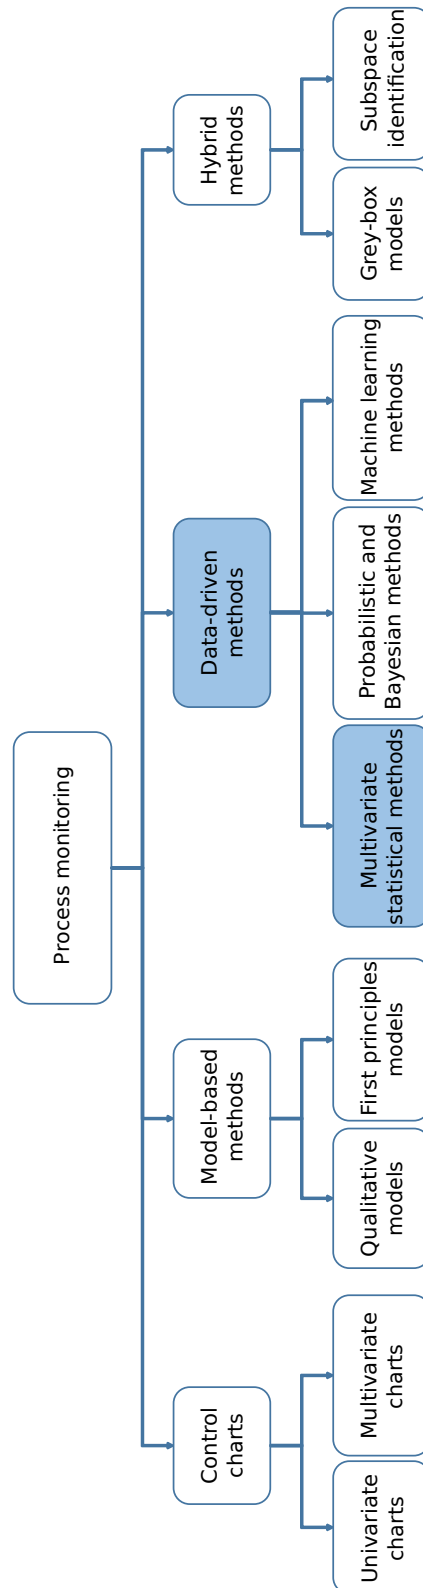 Process monitoring
Control
charts
Model-based
methods
Data-driven
methods
Hybrid
methods
Univariate
charts
Multivariate
charts
Qualitative
models
First principles
models
Multivariate
statistical methods
Probabilistic and
Bayesian methods
Machine learning
methods
Grey-box
models
Subspace
identification